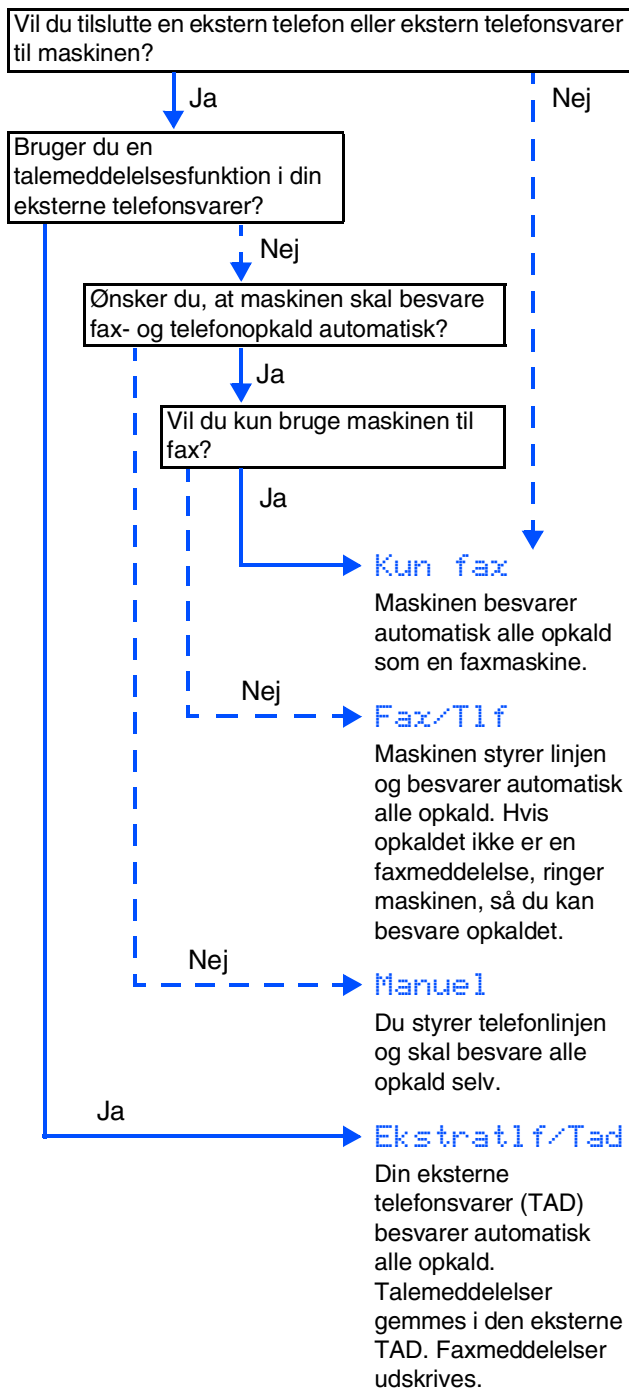 Vil du tilslutte en ekstern telefon eller ekstern telefonsvarer
til maskinen?
Ja
Nej
Bruger du en
talemeddelelsesfunktion i din
eksterne telefonsvarer?
Nej
Ønsker du, at maskinen skal besvare
fax- og telefonopkald automatisk?
Ja
Vil du kun bruge maskinen til
fax?
Ja
Kun fax
Maskinen besvarer
automatisk alle opkald
som en faxmaskine.
Nej
Fax/Tlf
Maskinen styrer linjen
og besvarer automatisk
alle opkald. Hvis
opkaldet ikke er en
faxmeddelelse, ringer
maskinen, så du kan
besvare opkaldet.
Nej
Manuel
Du styrer telefonlinjen
og skal besvare alle
opkald selv.
Ja
Ekstratlf/Tad
Din eksterne
telefonsvarer (TAD)
besvarer automatisk
alle opkald.
Talemeddelelser
gemmes i den eksterne
TAD. Faxmeddelelser
udskrives.